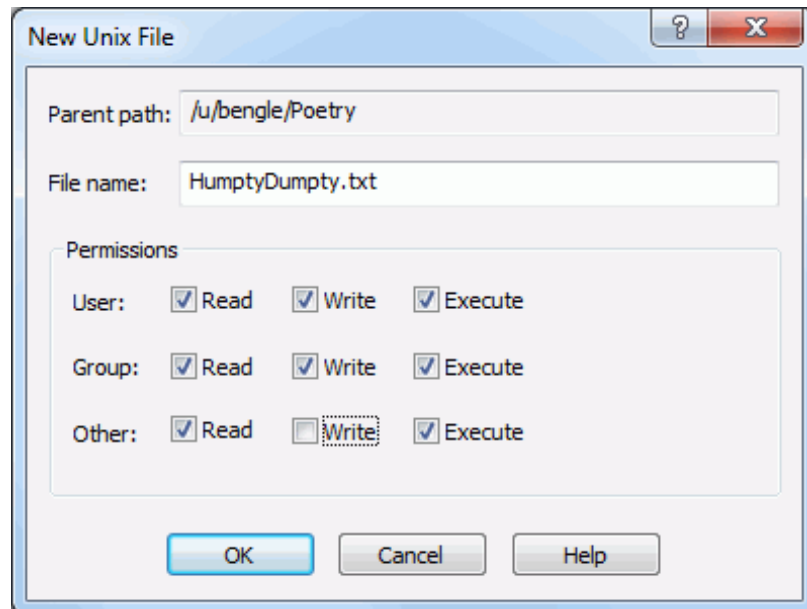 New Unix File
Parent path: /u/bengle/Poetry
File name: HumptyDumpty.txt
Permissions
User: Read Write Execute
Group: Read Write Execute
Other: Read Write Execute
OK Cancel Help